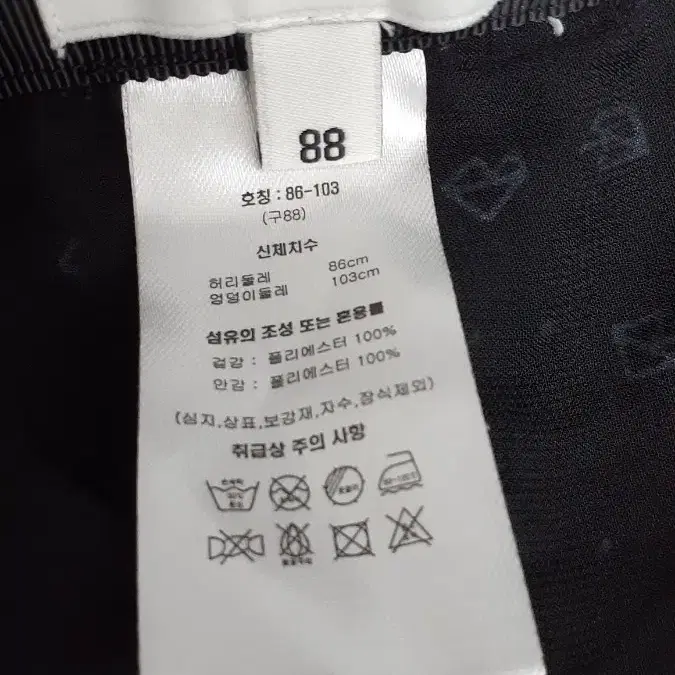 88
호칭 : 86-103
(구88)
신체치수
허리둘레 86cm
엉덩이둘레 103cm
섬유의 조성 또는 혼용률
겉감 : 폴리에스터 100%
안감 : 폴리에스터 100%
(심지,상표,보강재,자수,장식제외)
취급상 주의 사항